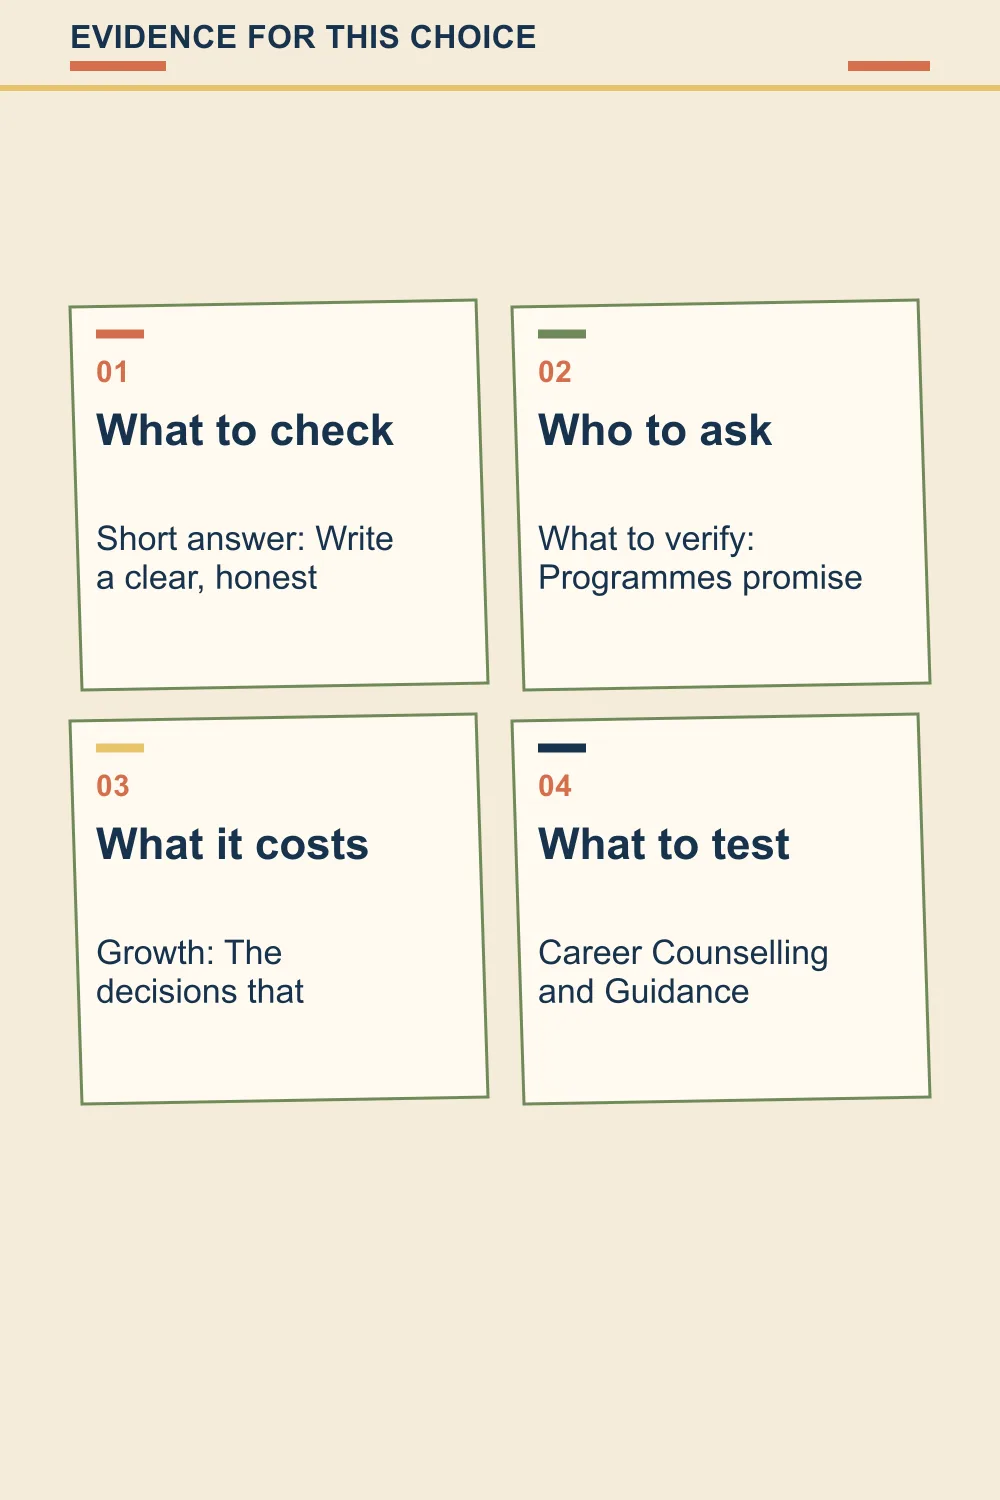 EVIDENCE FOR THIS CHOICE
01
What to check
Short answer: Write
a clear, honest
02
Who to ask
What to verify:
Programmes promise
03
What it costs
Growth: The
decisions that
04
What to test
Career Counselling
and Guidance